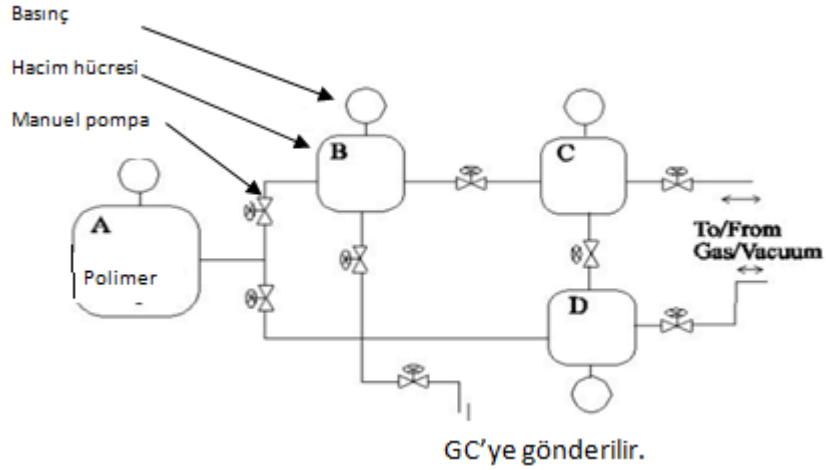 Basınç
Hacim hücresi
Manuel pompa
B
C
A
Polimer
To/From
Gas/Vacuum
D
GC'ye gönderilir.